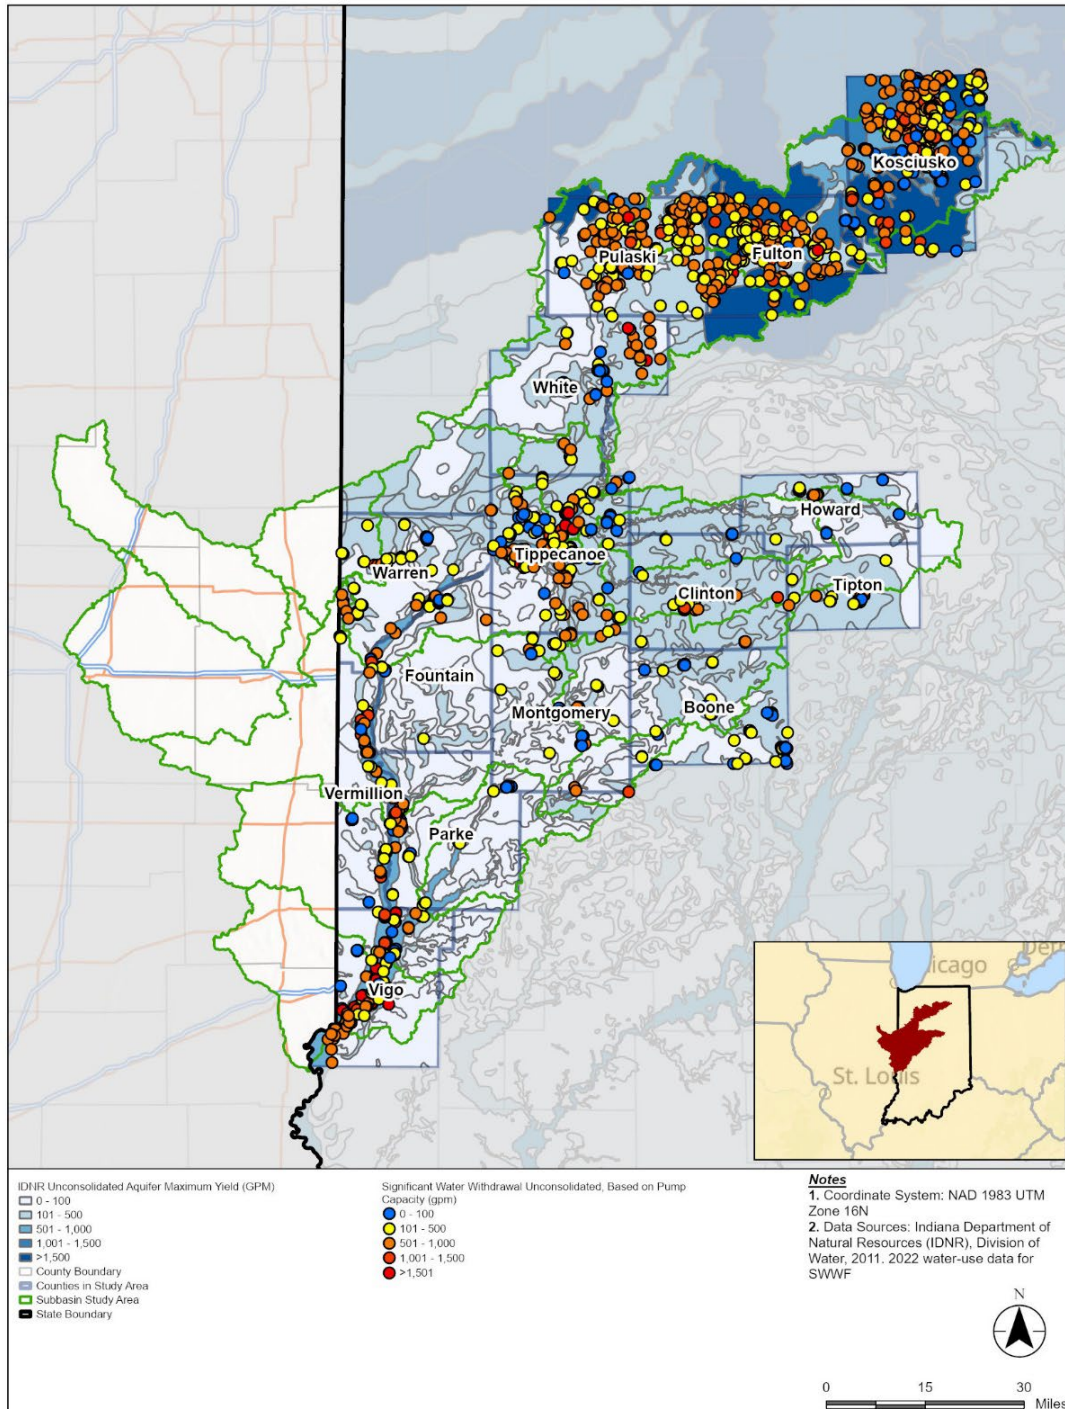 Kosciusko
Pulaski
Fulton
White
Howard
Tippecanoe
Warren
Clinton
Tipton
Fountain
Montgomery
Boone
Vermillion
Parke
Vigo
Chicago
St. Louis
IDNR Unconsolidated Aquifer Maximum Yield (GPM)
0 - 100
101 - 500
501 - 1,000
1,001 - 1,500
>1,500
County Boundary
Counties in Study Area
Subbasin Study Area
State Boundary
Significant Water Withdrawal Unconsolidated, Based on Pump
Capacity (gpm)
0 - 100
101 - 500
501 - 1,000
1,001 - 1,500
>1,501
Notes
1. Coordinate System: NAD 1983 UTM
Zone 16N
2. Data Sources: Indiana Department of
Natural Resources (IDNR), Division of
Water, 2011. 2022 water-use data for
SWWF
N
0 15 30
Miles